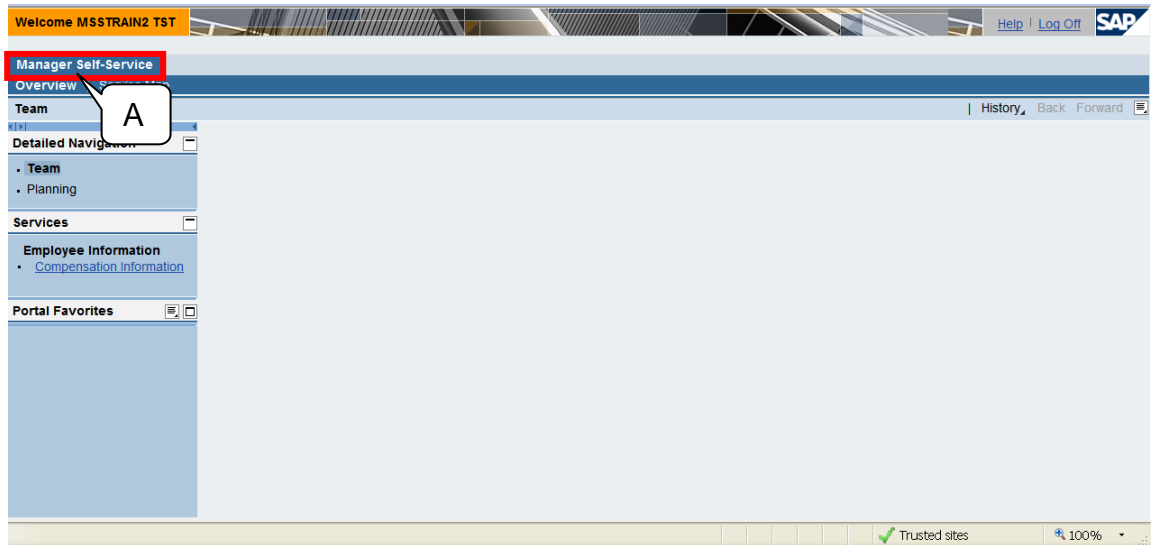 Welcome MSSTRAIN2 TST
Help | Log Off SAP
Manager Self-Service
Overview
A
Team
History Back Forward
Detailed Navigation
Team
Planning
Services
Employee Information
Compensation Information
Portal Favorites
Trusted sites
100%